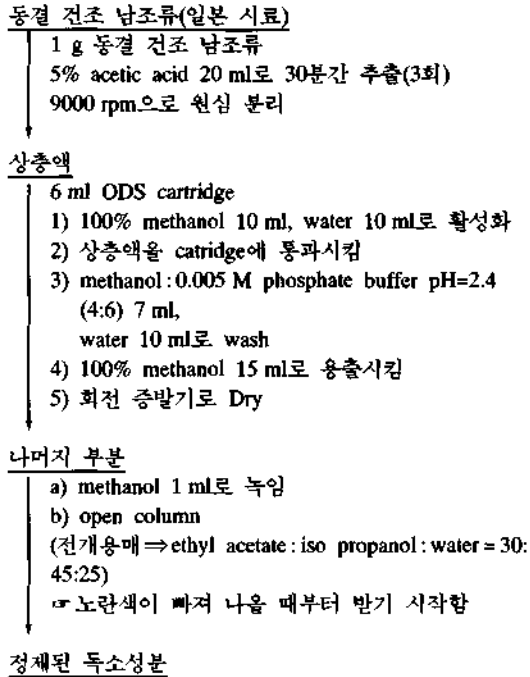 동결 건조 남조류(일본 시료)
1 g 동결 건조 남조류
5% acetic acid 20 ml로 30분간 추출(3회)
9000 rpm으로 원심 분리
상층액
6 ml ODS cartridge
1) 100% methanol 10 ml, water 10 ml로 활성화
2) 상층액을 catridge에 통과시킴
3) methanol : 0.005 M phosphate buffer pH=2.4
(4:6) 7 ml,
water 10 ml로 wash
4) 100% methanol 15 ml로 용출시킴
5) 회전 증발기로 Dry
나머지 부분
a) methanol 1 ml로 녹임
b) open column
(전개용매⇒ethyl acetate : iso propanol : water = 30:
45:25)
☞ 노란색이 빠져 나올 때부터 받기 시작함
정제된 독소성분